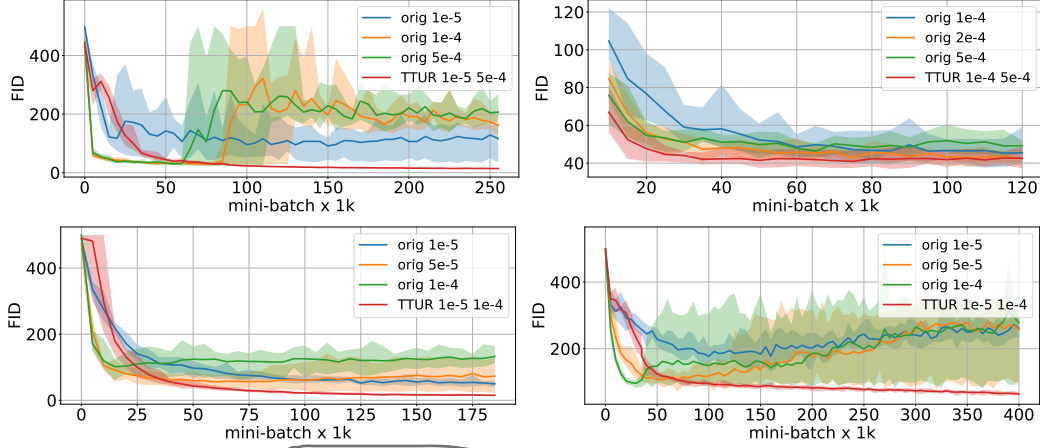 FID
400
200
0
orig 1e-5
orig 1e-4
orig 5e-4
TTUR 1e-5 5e-4
0 50 100 150 200 250
mini-batch x 1k
FID
120
100
80
60
40
orig 1e-4
orig 2e-4
orig 5e-4
TTUR 1e-4 5e-4
20 40 60 80 100 120
mini-batch x 1k
FID
400
200
0
orig 1e-5
orig 5e-5
orig 1e-4
TTUR 1e-5 1e-4
0 25 50 75 100 125 150 175
mini-batch x 1k
FID
400
200
orig 1e-5
orig 5e-5
orig 1e-4
TTUR 1e-5 1e-4
0 50 100 150 200 250 300 350 400
mini-batch x 1k